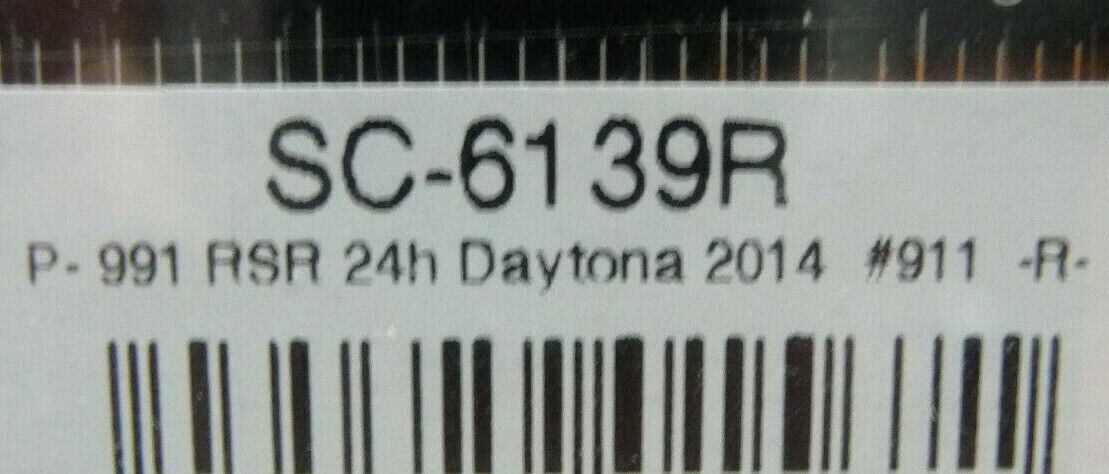 SC-6139R
P- 991 RSR 24h Daytona 2014 #911 -R-